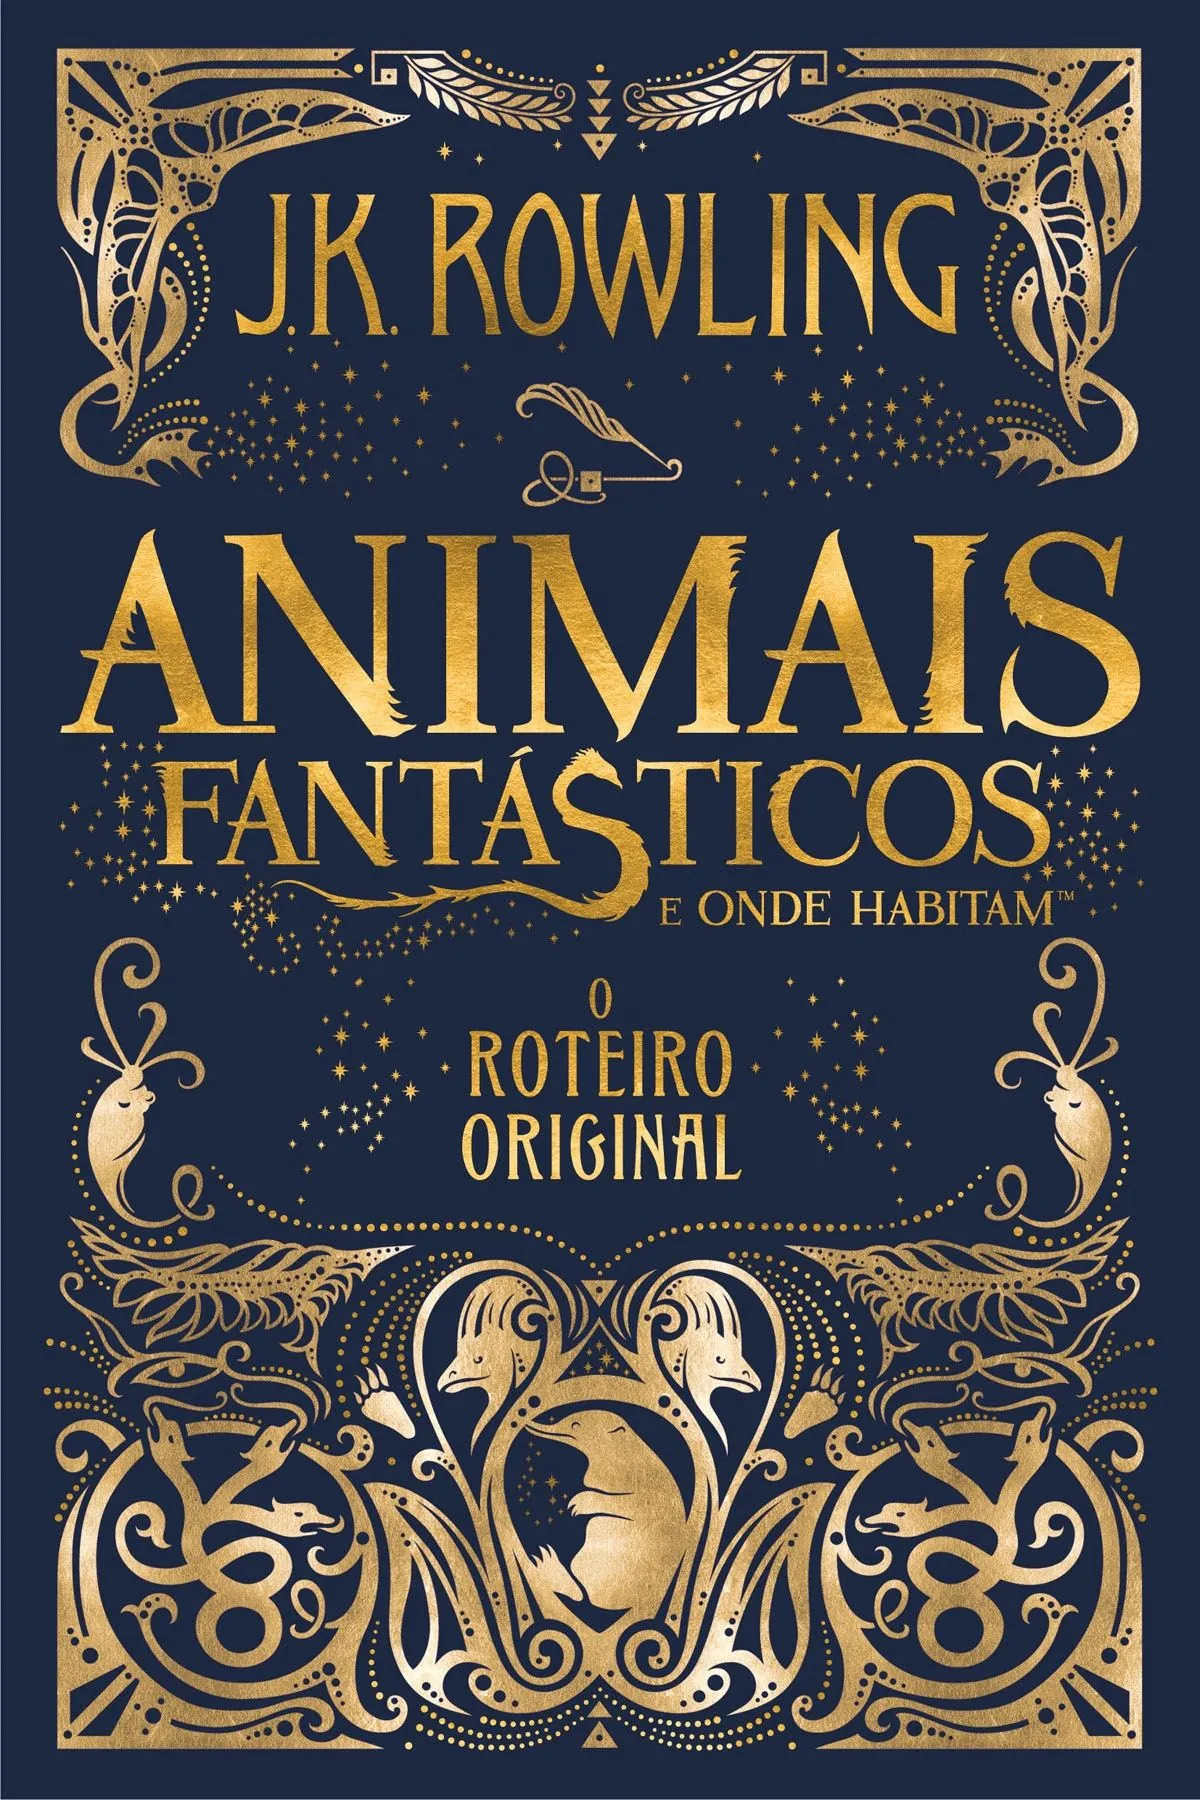 J.K. ROWLING
ANIMAIS
FANTÁSTICOS
E ONDE HABITAM™
O
ROTEIRO
ORIGINAL